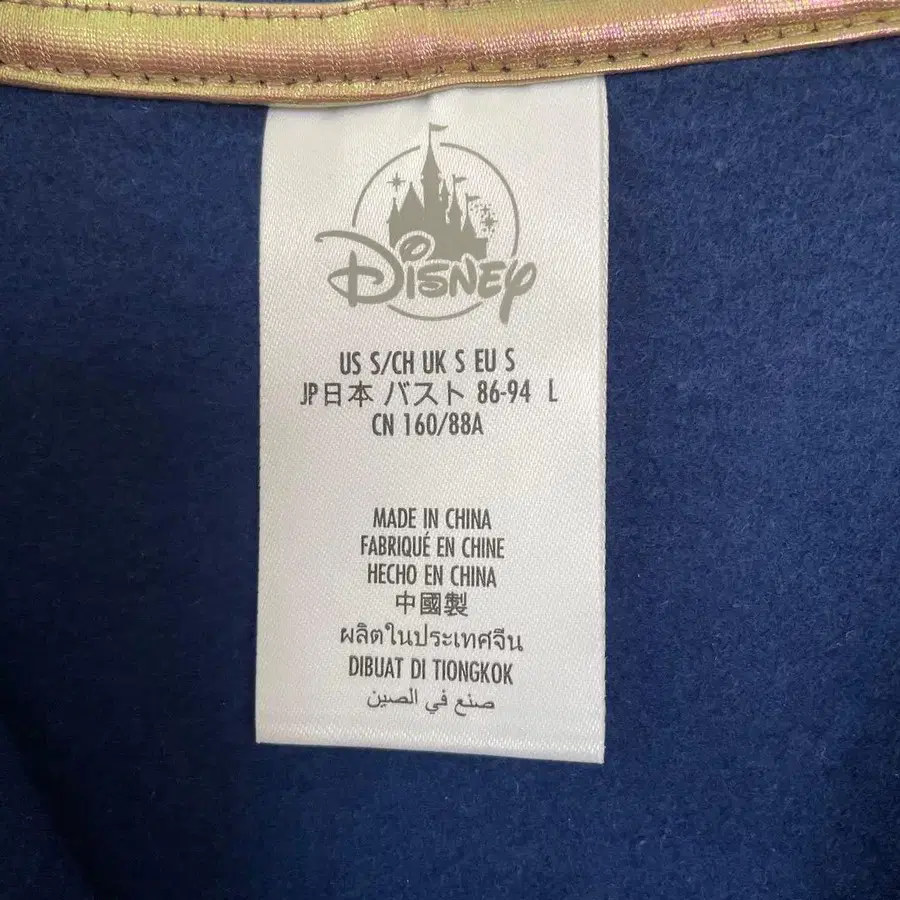 Disney
US S/CH UK S EU S
JP日本 バスト 86-94 L
CN 160/88A
MADE IN CHINA
FABRIQUÉ EN CHINE
HECHO EN CHINA
中國製
ผลิตในประเทศจีน
DIBUAT DI TIONGKOK
صنع في الصين